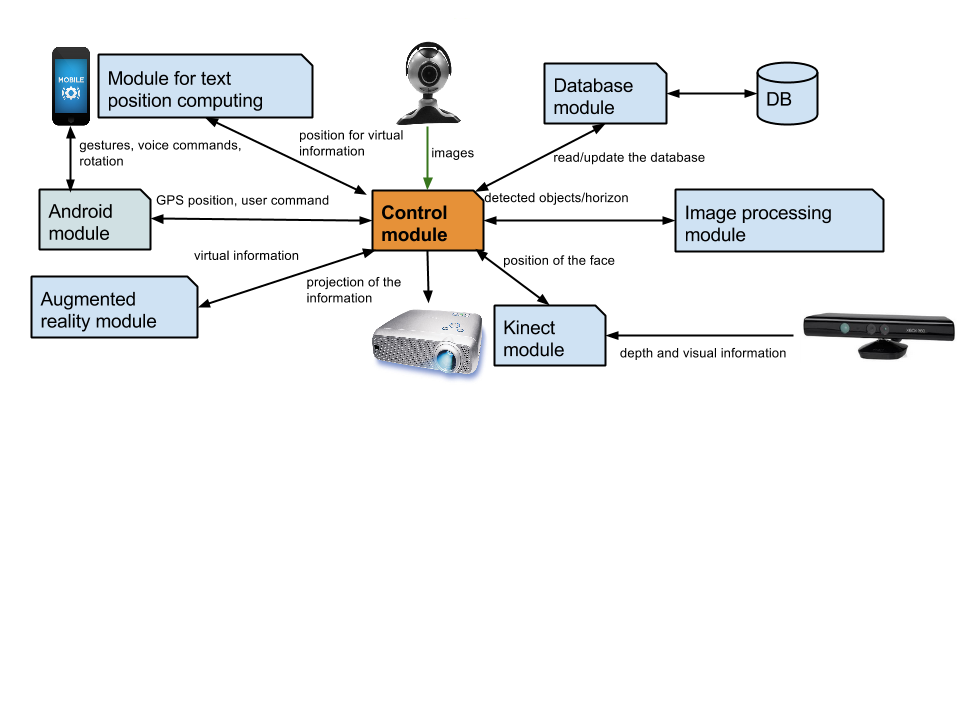 MOBILE
Module for text
position computing
Database
module
DB
gestures, voice commands,
rotation
position for virtual
information
images
read/update the database
Android
module
GPS position, user command
Control
module
detected objects/horizon
Image processing
module
virtual information
position of the face
Augmented
reality module
projection of the
information
Kinect
module
depth and visual information
XBOX 360